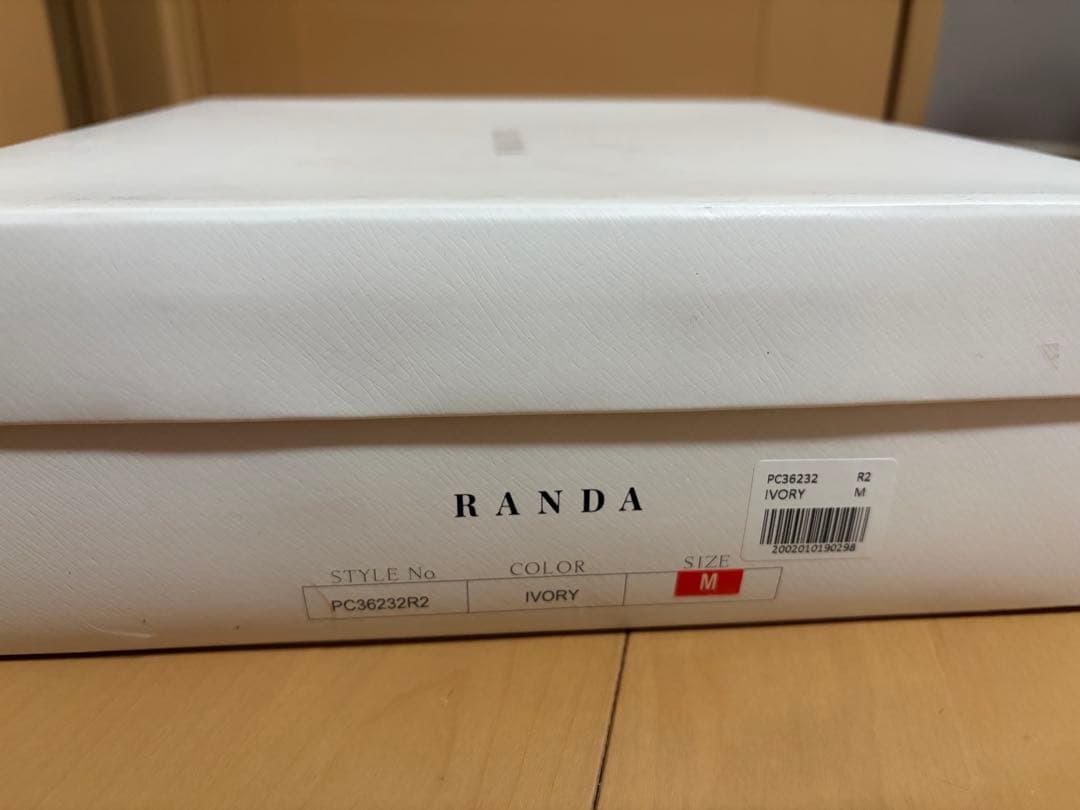 RANDA
PC36232 R2
IVORY M
2002010190298
STYLE No. COLOR SIZE
PC36232R2 IVORY M